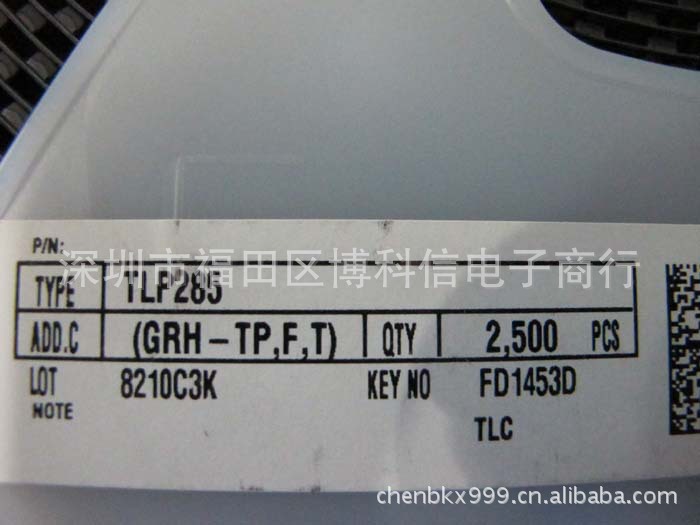 P/N:
深圳市福田区博科信电子商行
TYPE TLP285
ADD.C (GRH-TP,F,T) QTY 2,500 PCS
LOT 8210C3K KEY NO FD1453D
NOTE TLC
chenbkx999.cn.alibaba.com